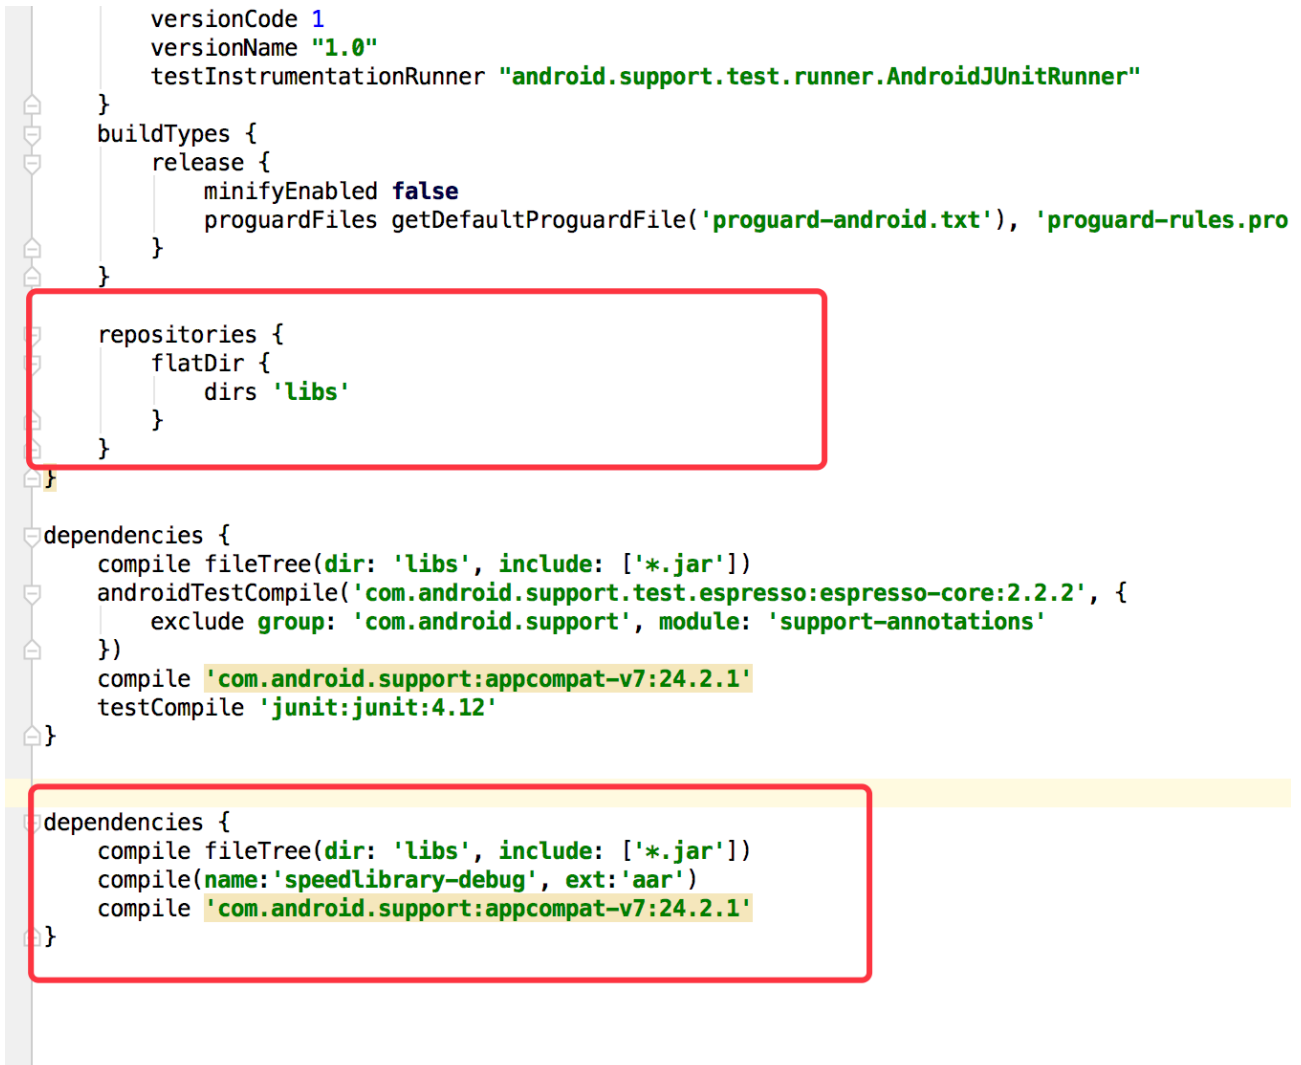 versionCode 1
versionName "1.0"
testInstrumentationRunner "android.support.test.runner.AndroidJUnitRunner"
}
buildTypes {
release {
minifyEnabled false
proguardFiles getDefaultProguardFile('proguard-android.txt'), 'proguard-rules.pro
}
}
repositories {
flatDir {
dirs 'libs'
}
}
}
dependencies {
compile fileTree(dir: 'libs', include: ['*.jar'])
androidTestCompile('com.android.support.test.espresso:espresso-core:2.2.2', {
exclude group: 'com.android.support', module: 'support-annotations'
})
compile 'com.android.support:appcompat-v7:24.2.1'
testCompile 'junit:junit:4.12'
}
dependencies {
compile fileTree(dir: 'libs', include: ['*.jar'])
compile(name:'speedlibrary-debug', ext:'aar')
compile 'com.android.support:appcompat-v7:24.2.1'
}